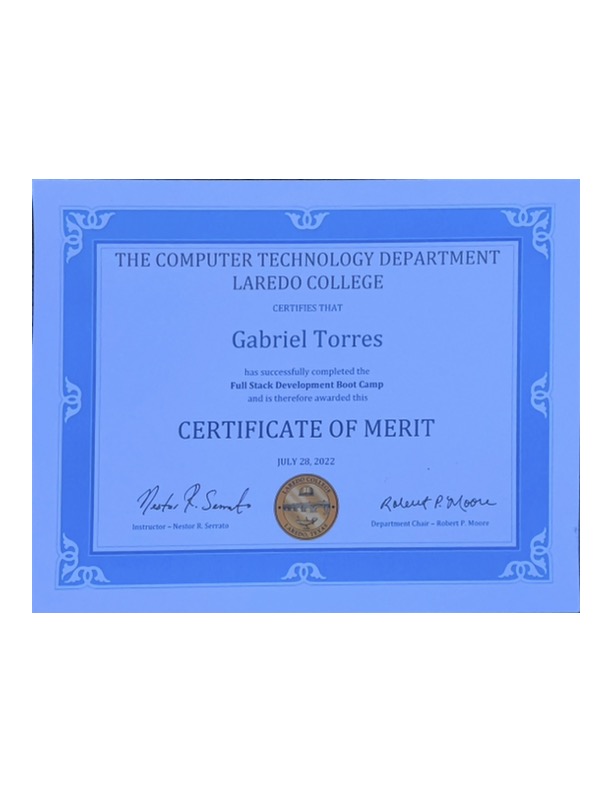 THE COMPUTER TECHNOLOGY DEPARTMENT
LAREDO COLLEGE
CERTIFIES THAT
Gabriel Torres
has successfully completed the
Full Stack Development Boot Camp
and is therefore awarded this
CERTIFICATE OF MERIT
JULY 28, 2022
Nestor R. Serrato
Instructor – Nestor R. Serrato
LAREDO COLLEGE
LAREDO, TEXAS
Robert P. Moore
Department Chair – Robert P. Moore